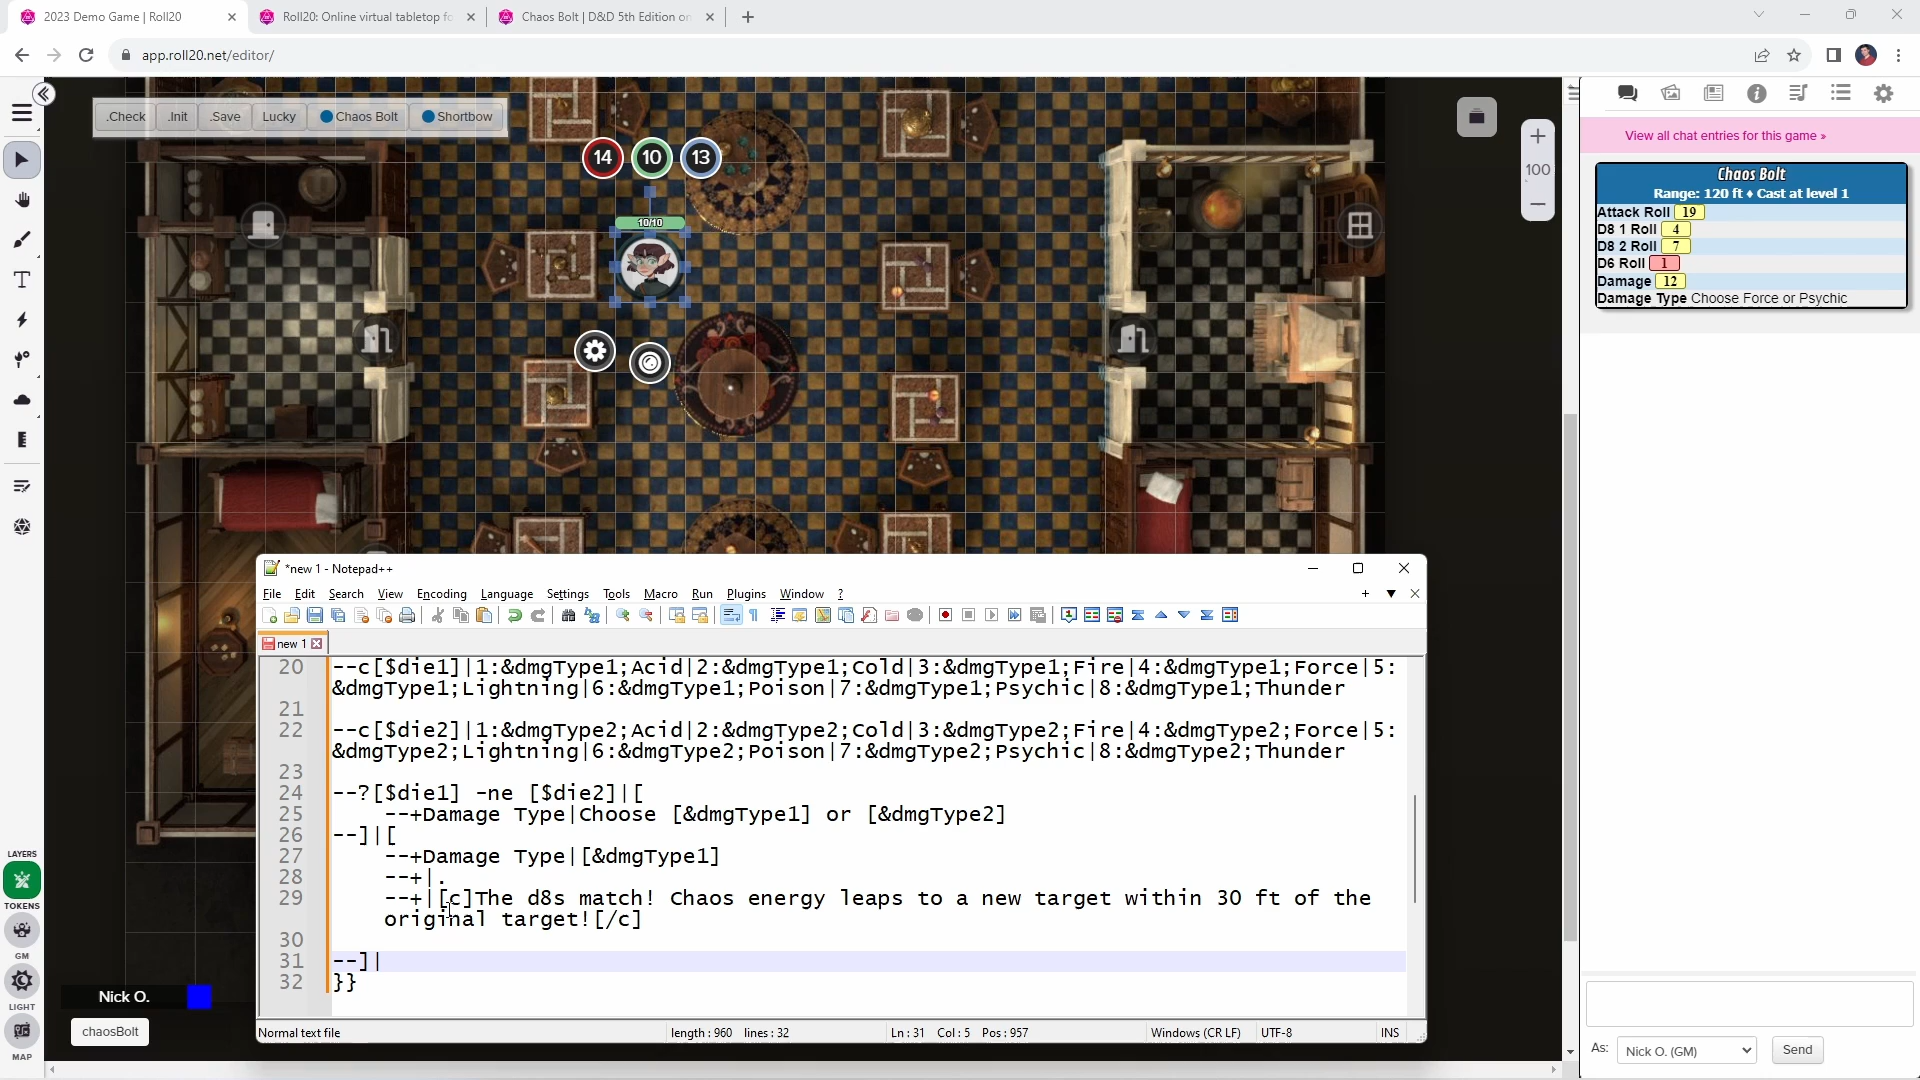 2023 Demo Game | Roll20
Roll20: Online virtual tabletop fo
Chaos Bolt | D&D 5th Edition on
app.roll20.net/editor/
.Check
.Init
.Save
Lucky
Chaos Bolt
Shortbow
14
10
13
10/10
100
View all chat entries for this game »
Chaos Bolt
Range: 120 ft ♦ Cast at level 1
Attack Roll 19
D8 1 Roll 4
D8 2 Roll 7
D6 Roll 1
Damage 12
Damage Type Choose Force or Psychic
*new 1 - Notepad++
File Edit Search View Encoding Language Settings Tools Macro Run Plugins Window ?
new 1
20 --c[$die1]|1:&dmgType1;Acid|2:&dmgType1;Cold|3:&dmgType1;Fire|4:&dmgType1;Force|5:
&dmgType1;Lightning|6:&dmgType1;Poison|7:&dmgType1;Psychic|8:&dmgType1;Thunder
21
22 --c[$die2]|1:&dmgType2;Acid|2:&dmgType2;Cold|3:&dmgType2;Fire|4:&dmgType2;Force|5:
&dmgType2;Lightning|6:&dmgType2;Poison|7:&dmgType2;Psychic|8:&dmgType2;Thunder
23
24 --?[$die1] -ne [$die2]|[
25 --+Damage Type|Choose [&dmgType1] or [&dmgType2]
26 --]|[
27 --+Damage Type|[&dmgType1]
28 --+|.
29 --+|[c]The d8s match! Chaos energy leaps to a new target within 30 ft of the
original target![/c]
30
31 --]|
32 }}
Normal text file
length : 960 lines : 32
Ln : 31 Col : 5 Pos : 957
Windows (CR LF)
UTF-8
INS
LAYERS
TOKENS
GM
LIGHT
MAP
Nick O.
chaosBolt
As:
Nick O. (GM)
Send